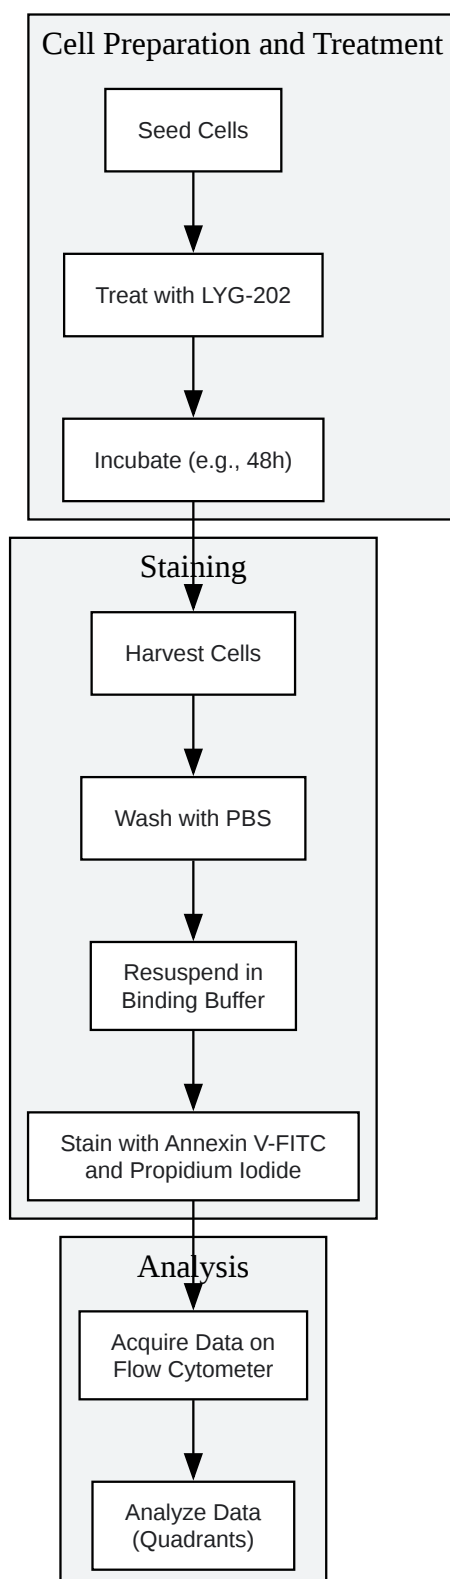 Cell Preparation and Treatment
Seed Cells
Treat with LYG-202
Incubate (e.g., 48h)
Staining
Harvest Cells
Wash with PBS
Resuspend in
Binding Buffer
Stain with Annexin V-FITC
and Propidium Iodide
Analysis
Acquire Data on
Flow Cytometer
Analyze Data
(Quadrants)